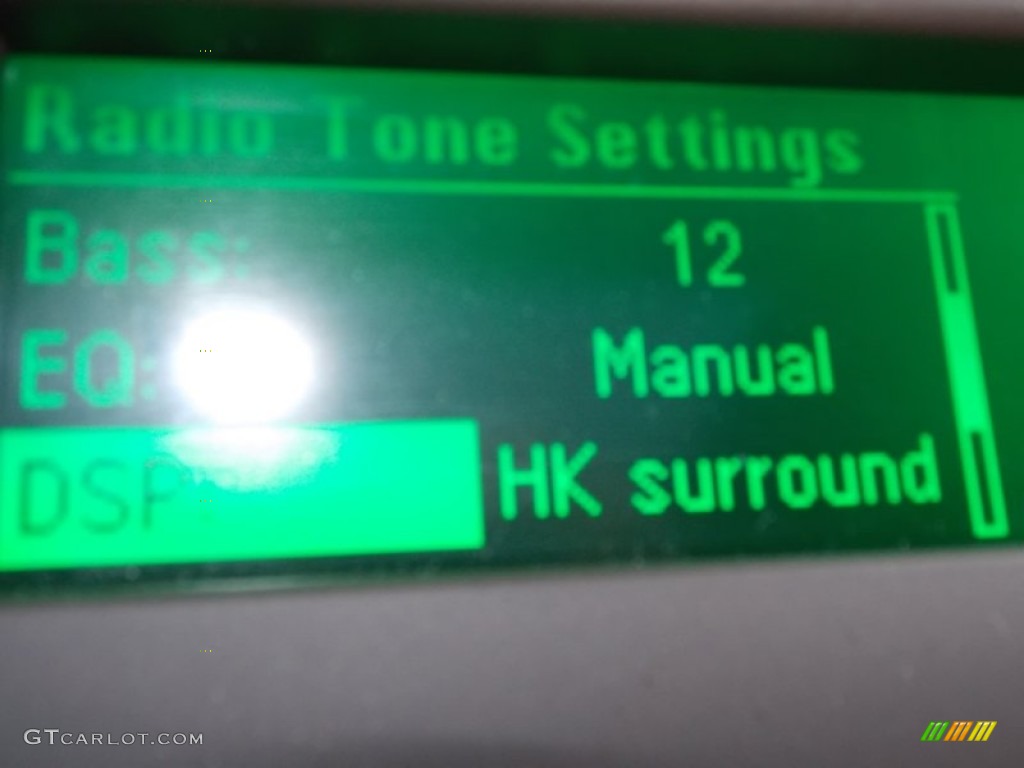 Radio Tone Settings
Bass: 12
EQ: Manual
DSP: HK surround
GTCARLOT.COM